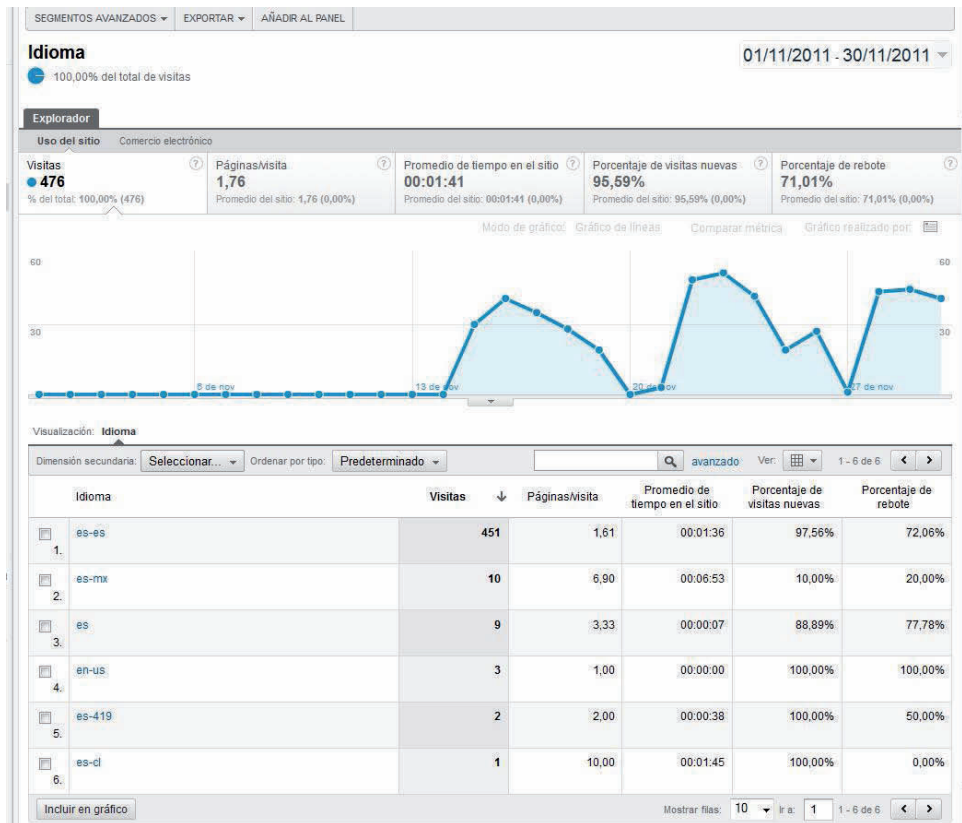 SEGMENTOS AVANZADOS EXPORTAR AÑADIR AL PANEL
Idioma
01/11/2011 - 30/11/2011
100,00% del total de visitas
Explorador
Uso del sitio Comercio electrónico
Visitas ? Páginas/visita ? Promedio de tiempo en el sitio ? Porcentaje de visitas nuevas ? Porcentaje de rebote ?
476 1,76 00:01:41 95,59% 71,01%
% del total: 100,00% (476) Promedio del sitio: 1,76 (0,00%) Promedio del sitio: 00:01:41 (0,00%) Promedio del sitio: 95,59% (0,00%) Promedio del sitio: 71,01% (0,00%)
Modo de gráfico: Gráfico de líneas Comparar métrica Gráfico realizado por:
60 60
30 30
6 de nov 13 de nov 20 de nov 27 de nov
Visualización: Idioma
Dimensión secundaria: Seleccionar... Ordenar por tipo: Predeterminado avanzado Ver: 1 - 6 de 6
Idioma Visitas Páginas/visita Promedio de tiempo en el sitio Porcentaje de visitas nuevas Porcentaje de rebote
1. es-es 451 1,61 00:01:36 97,56% 72,06%
2. es-mx 10 6,90 00:06:53 10,00% 20,00%
3. es 9 3,33 00:00:07 88,89% 77,78%
4. en-us 3 1,00 00:00:00 100,00% 100,00%
5. es-419 2 2,00 00:00:38 100,00% 50,00%
6. es-cl 1 10,00 00:01:45 100,00% 0,00%
Incluir en gráfico Mostrar filas: 10 Ir a: 1 1 - 6 de 6